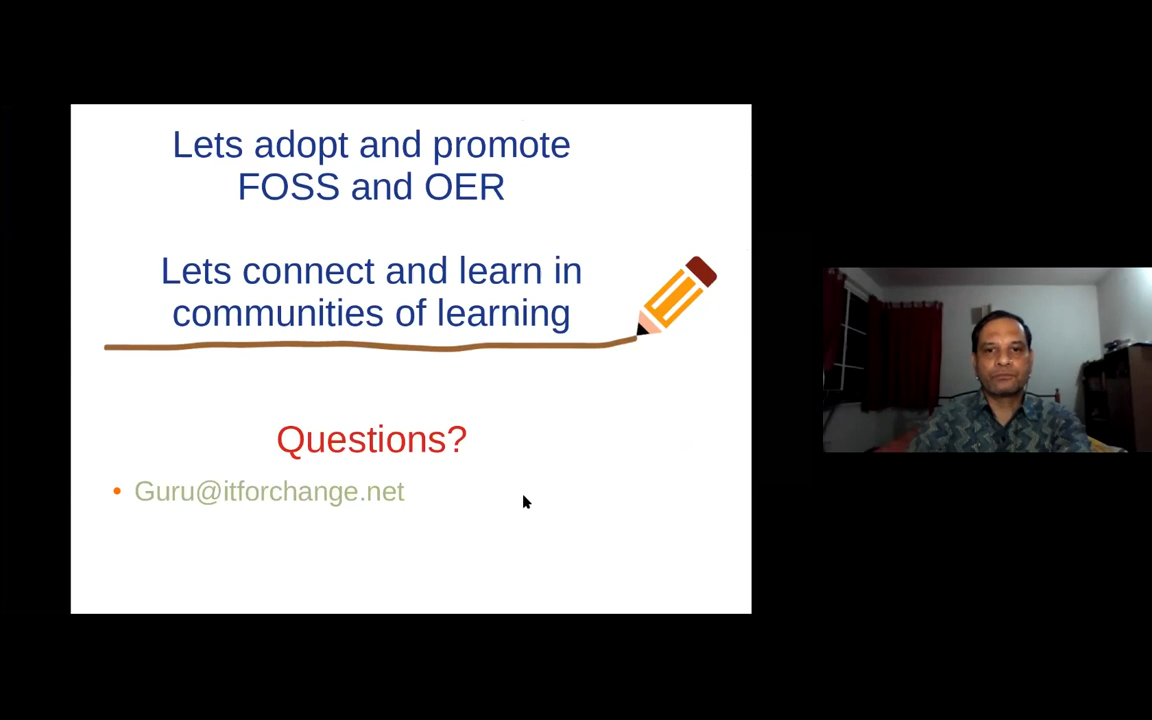 Lets adopt and promote
FOSS and OER
Lets connect and learn in
communities of learning
Questions?
• Guru@itforchange.net